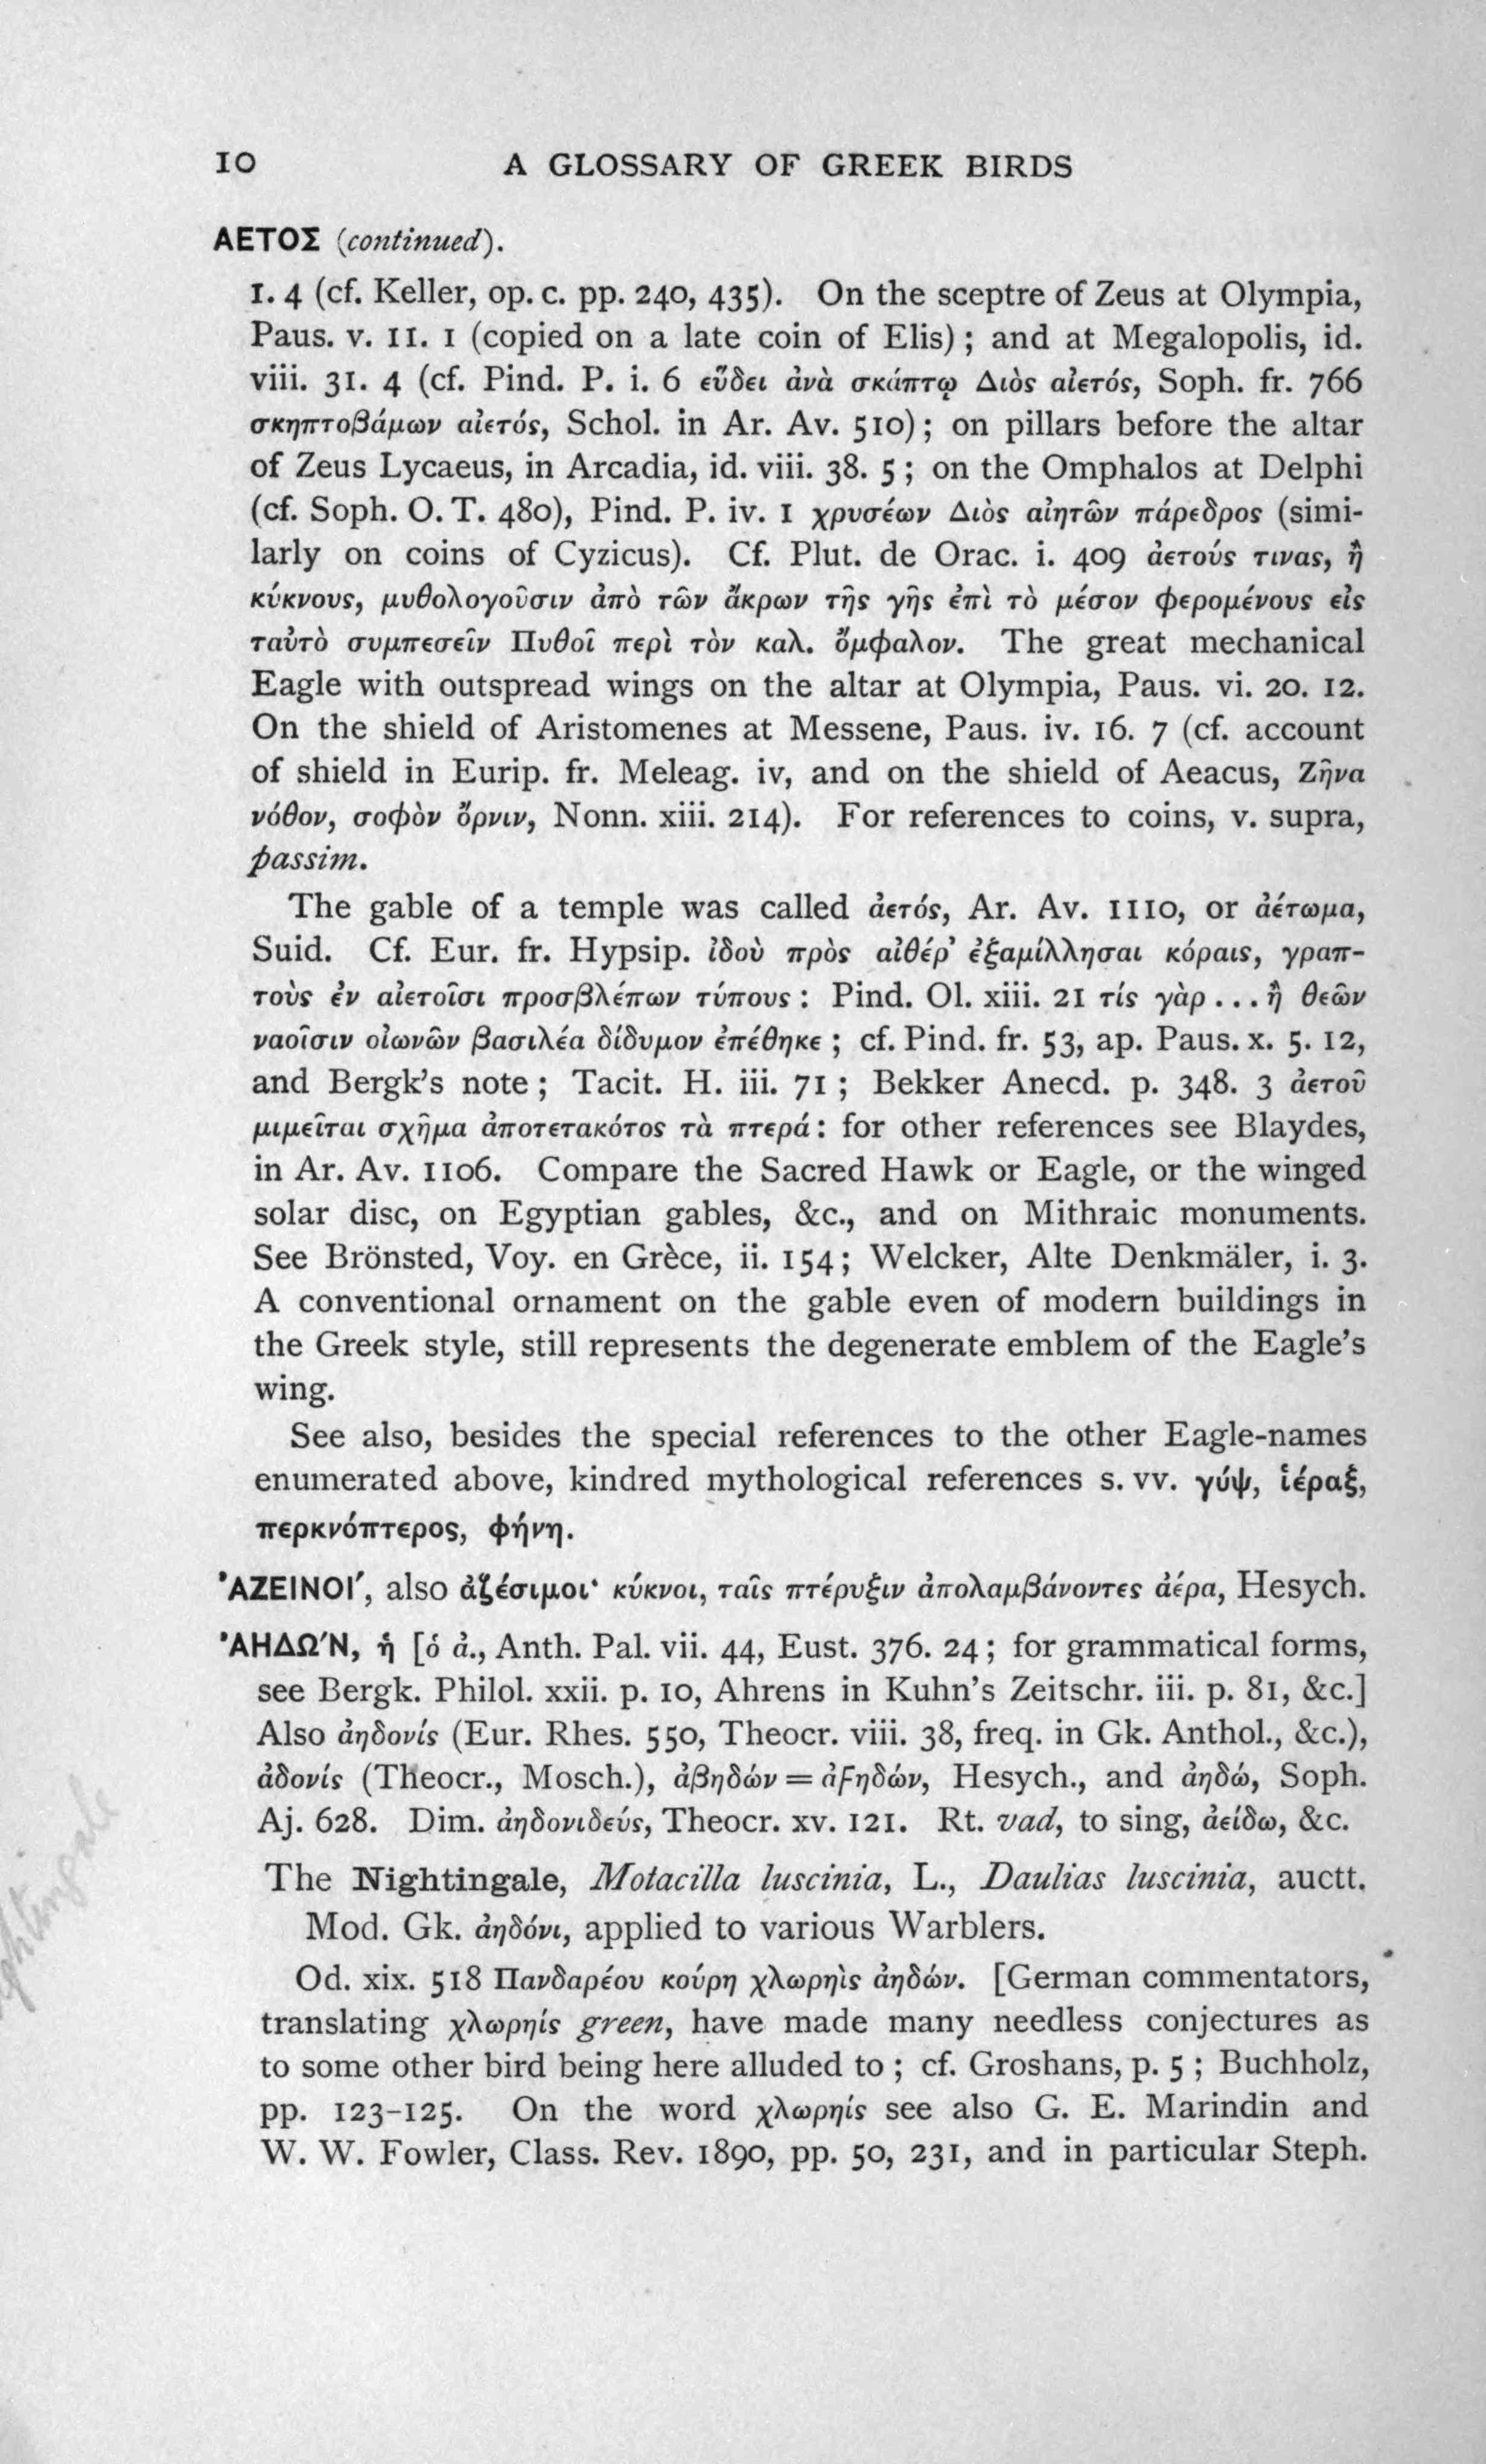 10 A GLOSSARY OF GREEK BIRDS
ΑΕΤΟΣ (continued).
1. 4 (cf. Keller, op. c. pp. 240, 435). On the sceptre of Zeus at Olympia,
Paus. v. 11. 1 (copied on a late coin of Elis) ; and at Megalopolis, id.
viii. 31. 4 (cf. Pind. P. i. 6 εὕδει ἀνὰ σκάπτῳ Διὸς αἰετός, Soph. fr. 766
σκηπτοβάμων αἰετός, Schol. in Ar. Av. 510) ; on pillars before the altar
of Zeus Lycaeus, in Arcadia, id. viii. 38. 5 ; on the Omphalos at Delphi
(cf. Soph. O. T. 480), Pind. P. iv. 1 χρυσέων Διὸς αἰητῶν πάρεδρος (simi-
larly on coins of Cyzicus). Cf. Plut. de Orac. i. 409 ἀετούς τινας, ἢ
κύκνους, μυθολογοῦσιν ἀπὸ τῶν ἄκρων τῆς γῆς ἐπὶ τὸ μέσον φερομένους εἰς
ταὐτὸ συμπεσεῖν Πυθοῖ περὶ τὸν καλ. ὄμφαλον. The great mechanical
Eagle with outspread wings on the altar at Olympia, Paus. vi. 20. 12.
On the shield of Aristomenes at Messene, Paus. iv. 16. 7 (cf. account
of shield in Eurip. fr. Meleag. iv, and on the shield of Aeacus, Ζῆνα
νόθον, σοφὸν ὄρνιν, Nonn. xiii. 214). For references to coins, v. supra,
passim.
The gable of a temple was called ἀετός, Ar. Av. 1110, or ἀέτωμα,
Suid. Cf. Eur. fr. Hypsip. ἰδοὺ πρὸς αἰθέρ’ ἐξαμίλλησαι κόραις, γραπ-
τοὺς ἐν αἰετοῖσι προσβλέπων τύπους : Pind. Ol. xiii. 21 τίς γὰρ ... ἢ θεῶν
ναοῖσιν οἰωνῶν βασιλέα δίδυμον ἐπέθηκε ; cf. Pind. fr. 53, ap. Paus. x. 5. 12,
and Bergk’s note ; Tacit. H. iii. 71 ; Bekker Anecd. p. 348. 3 ἀετοῦ
μιμεῖται σχῆμα ἀποτετακότος τὰ πτερά : for other references see Blaydes,
in Ar. Av. 1106. Compare the Sacred Hawk or Eagle, or the winged
solar disc, on Egyptian gables, &c., and on Mithraic monuments.
See Brönsted, Voy. en Grèce, ii. 154 ; Welcker, Alte Denkmäler, i. 3.
A conventional ornament on the gable even of modern buildings in
the Greek style, still represents the degenerate emblem of the Eagle’s
wing.
See also, besides the special references to the other Eagle-names
enumerated above, kindred mythological references s. vv. γύψ, ἱέραξ,
περκνόπτερος, φήνη.
ʼΑΖΕΙΝΟΙ΄, also ἀζέσιμοι· κύκνοι, ταῖς πτέρυξιν ἀπολαμβάνοντες ἀέρα, Hesych.
ʼΑΗΔΩ΄Ν, ἡ [ὁ ἀ., Anth. Pal. vii. 44, Eust. 376. 24 ; for grammatical forms,
see Bergk. Philol. xxii. p. 10, Ahrens in Kuhn’s Zeitschr. iii. p. 81, &c.]
Also ἀηδονίς (Eur. Rhes. 550, Theocr. viii. 38, freq. in Gk. Anthol., &c.),
ἀδονίς (Theocr., Mosch.), ἀβηδών = ἀϝηδών, Hesych., and ἀηδώ, Soph.
Aj. 628. Dim. ἀηδονιδεύς, Theocr. xv. 121. Rt. vad, to sing, ἀείδω, &c.
The Nightingale, Motacilla luscinia, L., Daulias luscinia, auctt.
Mod. Gk. ἀηδόνι, applied to various Warblers.
Od. xix. 518 Πανδαρέου κούρη χλωρηὶς ἀηδών. [German commentators,
translating χλωρηίς green, have made many needless conjectures as
to some other bird being here alluded to ; cf. Groshans, p. 5 ; Buchholz,
pp. 123–125. On the word χλωρηίς see also G. E. Marindin and
W. W. Fowler, Class. Rev. 1890, pp. 50, 231, and in particular Steph.